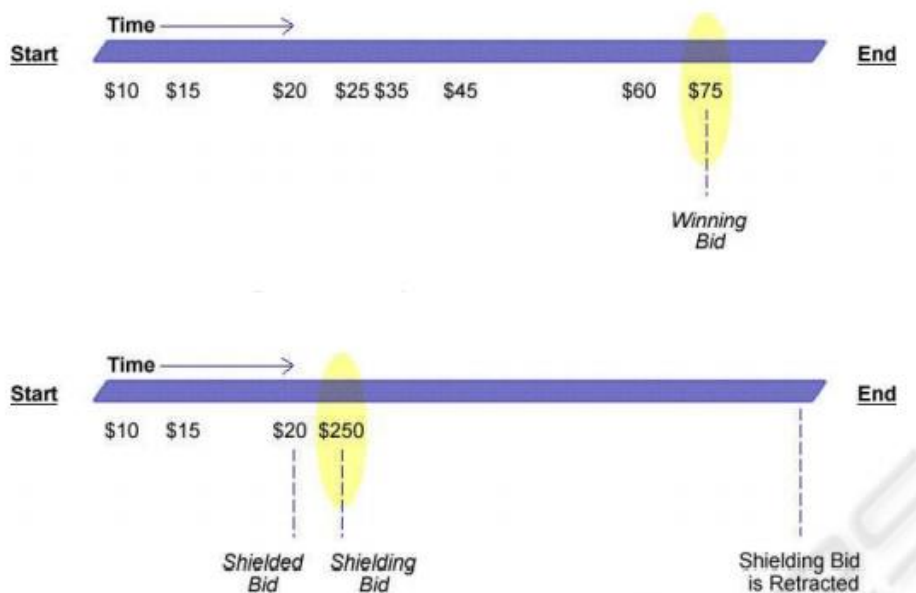 Time
Start
End
$10 $15 $20 $25 $35 $45 $60 $75
Winning
Bid
Time
Start
End
$10 $15 $20 $250
Shielded
Bid
Shielding
Bid
Shielding Bid
is Retracted